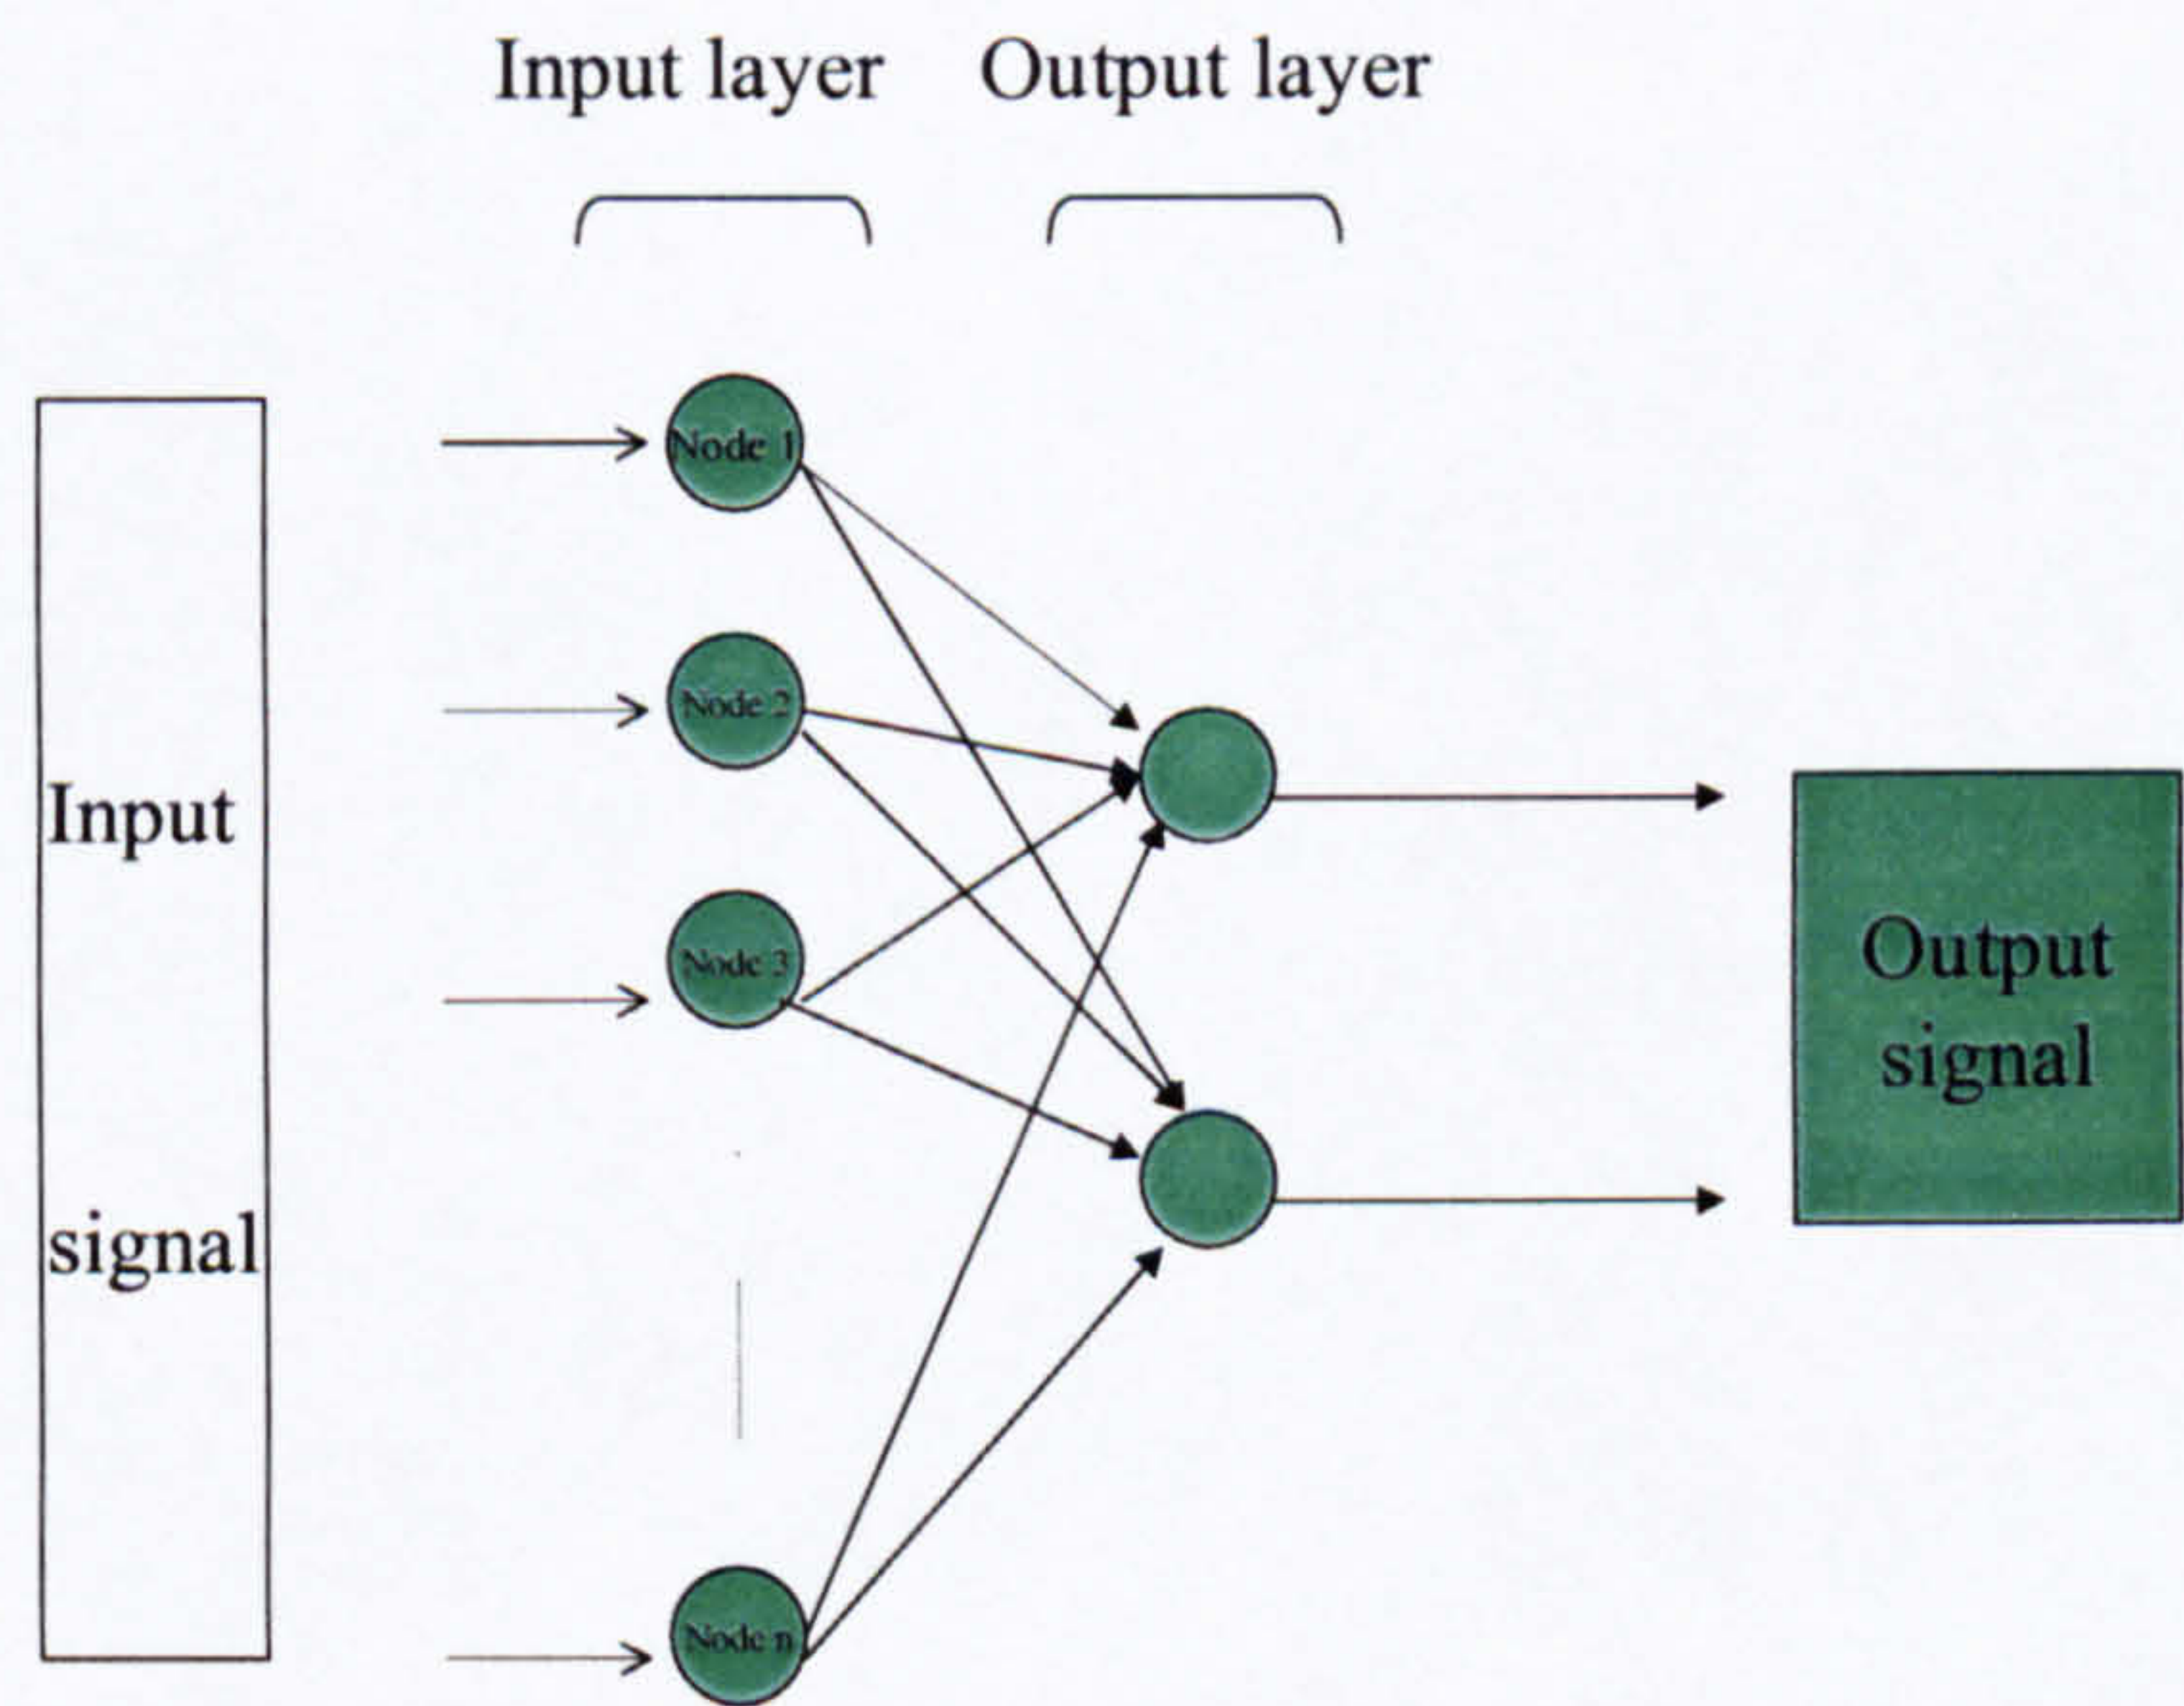 Input layer
Output layer
Node 1
Node 2
Node 3
Node n
Input
signal
Output
signal